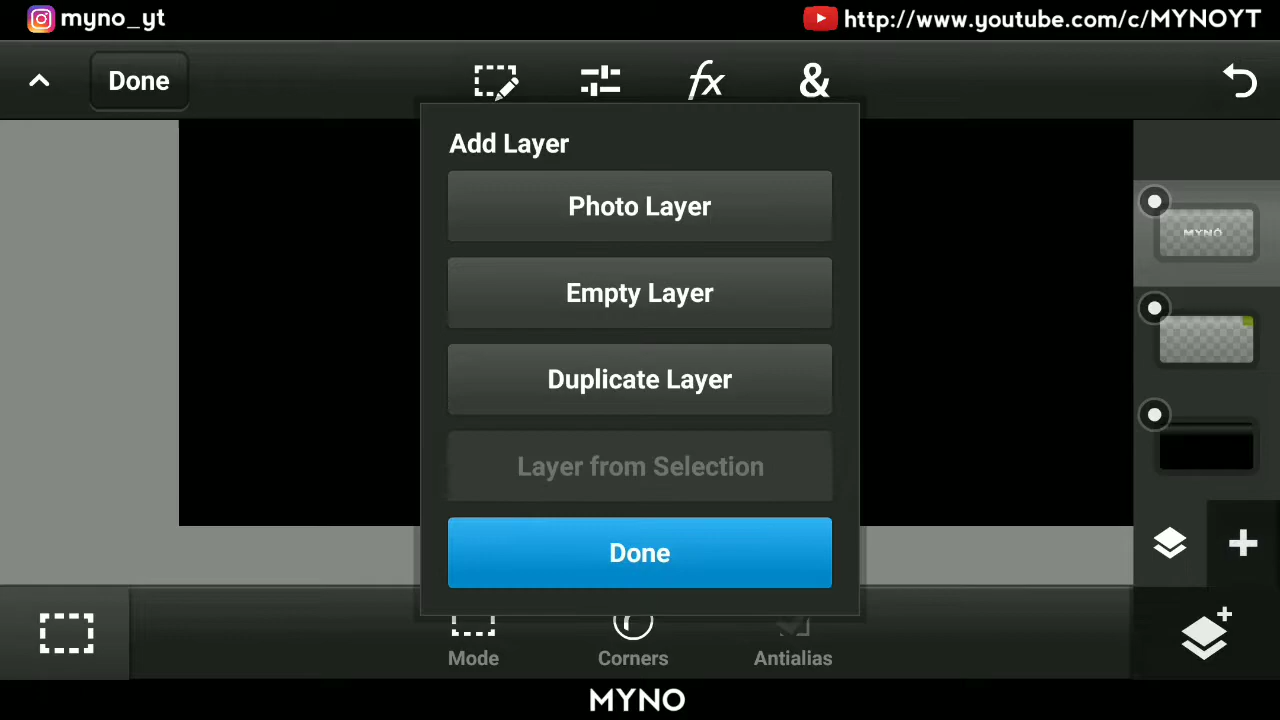 myno_yt
http://www.youtube.com/c/MYNOYT
Done
fx
&
Add Layer
Photo Layer
MYNO
Empty Layer
Duplicate Layer
Layer from Selection
Done
Mode
Corners
Antialias
MYNO